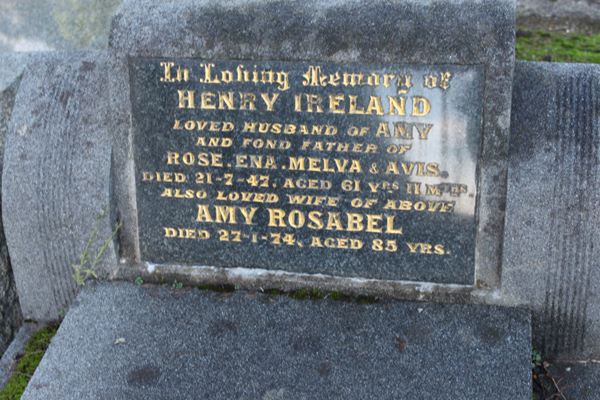 In Loving Memory of
HENRY IRELAND
LOVED HUSBAND OF AMY
AND FOND FATHER OF
ROSE, ENA, MELVA & AVIS.
DIED 21-7-47, AGED 61 YRS 11 MTHS.
ALSO LOVED WIFE OF ABOVE
AMY ROSABEL
DIED 27-1-74, AGED 85 YRS.